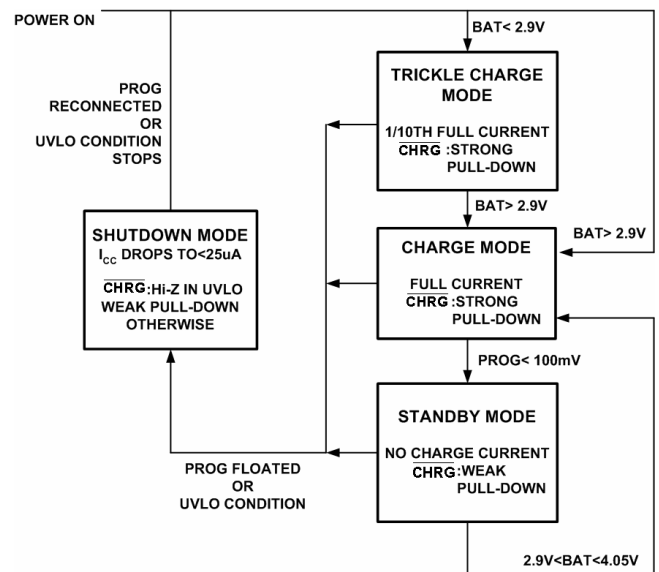 POWER ON
BAT< 2.9V
TRICKLE CHARGE
MODE
1/10TH FULL CURRENT
CHRG :STRONG
PULL-DOWN
PROG
RECONNECTED
OR
UVLO CONDITION
STOPS
BAT> 2.9V
BAT> 2.9V
SHUTDOWN MODE
ICC DROPS TO<25uA
CHRG:Hi-Z IN UVLO
WEAK PULL-DOWN
OTHERWISE
CHARGE MODE
FULL CURRENT
CHRG :STRONG
PULL-DOWN
PROG< 100mV
STANDBY MODE
NO CHARGE CURRENT
CHRG:WEAK
PULL-DOWN
PROG FLOATED
OR
UVLO CONDITION
2.9V<BAT<4.05V